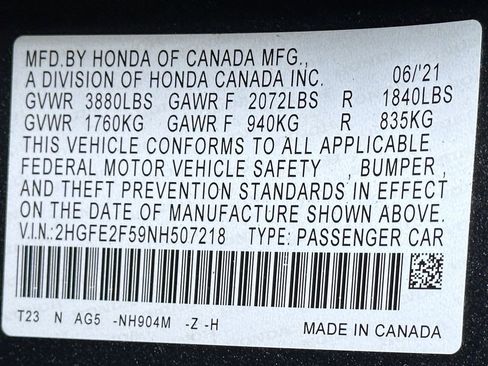 MFD.BY HONDA OF CANADA MFG.,
A DIVISION OF HONDA CANADA INC. 06/'21
GVWR 3880LBS GAWR F 2072LBS R 1840LBS
GVWR 1760KG GAWR F 940KG R 835KG
THIS VEHICLE CONFORMS TO ALL APPLICABLE
FEDERAL MOTOR VEHICLE SAFETY , BUMPER ,
AND THEFT PREVENTION STANDARDS IN EFFECT
ON THE DATE OF MANUFACTURE SHOWN ABOVE.
V.I.N.:2HGFE2F59NH507218 TYPE: PASSENGER CAR
T23 N AG5 -NH904M -Z -H MADE IN CANADA